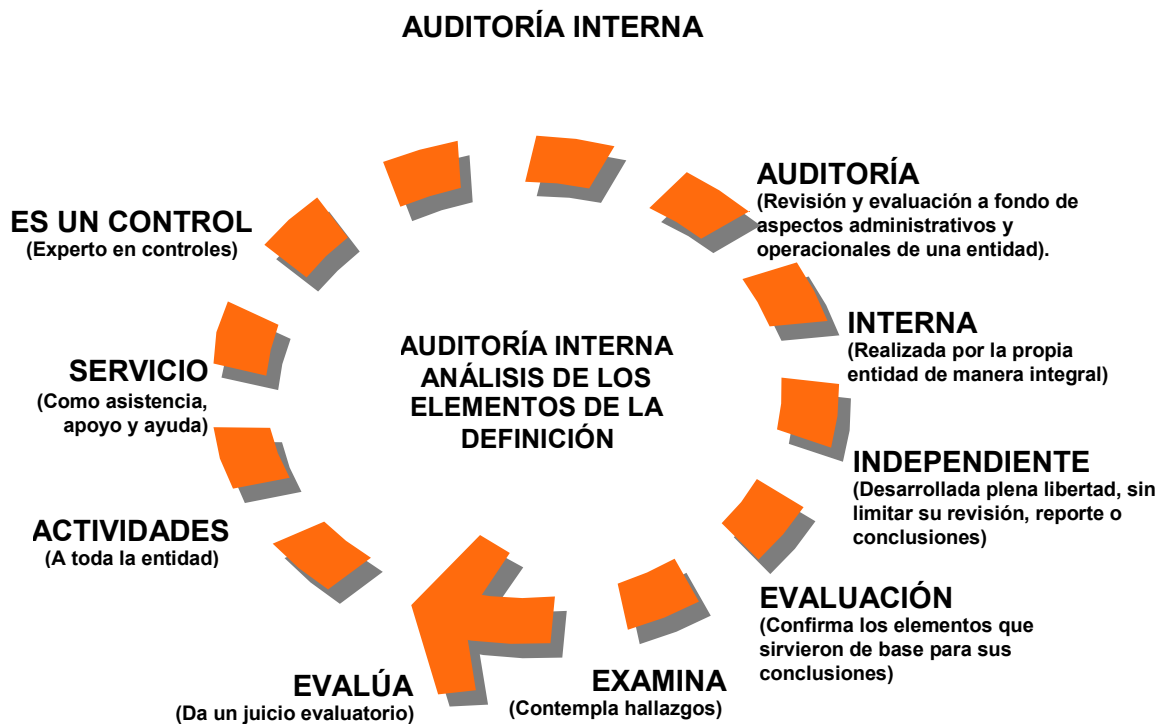 AUDITORÍA INTERNA
AUDITORÍA
(Revisión y evaluación a fondo de
aspectos administrativos y
operacionales de una entidad).
INTERNA
(Realizada por la propia
entidad de manera integral)
INDEPENDIENTE
(Desarrollada plena libertad, sin
limitar su revisión, reporte o
conclusiones)
EVALUACIÓN
(Confirma los elementos que
sirvieron de base para sus
conclusiones)
EXAMINA
(Contempla hallazgos)
EVALÚA
(Da un juicio evaluatorio)
ACTIVIDADES
(A toda la entidad)
SERVICIO
(Como asistencia,
apoyo y ayuda)
ES UN CONTROL
(Experto en controles)
AUDITORÍA INTERNA
ANÁLISIS DE LOS
ELEMENTOS DE LA
DEFINICIÓN